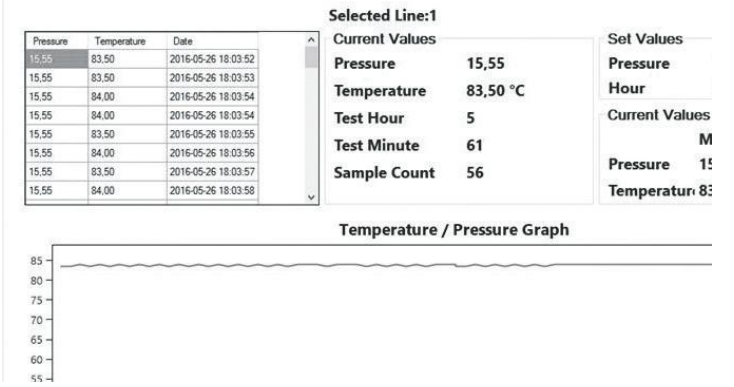 Selected Line:1
Pressure Temperature Date
15,55 83,50 2016-05-26 18:03:52
15,55 83,50 2016-05-26 18:03:53
15,55 84,00 2016-05-26 18:03:54
15,55 84,00 2016-05-26 18:03:54
15,55 83,50 2016-05-26 18:03:55
15,55 84,00 2016-05-26 18:03:56
15,55 83,50 2016-05-26 18:03:57
15,55 84,00 2016-05-26 18:03:58
Current Values
Pressure 15,55
Temperature 83,50 °C
Test Hour 5
Test Minute 61
Sample Count 56
Set Values
Pressure
Hour
Current Values
M
Pressure 15
Temperatur 83
Temperature / Pressure Graph
85
80
75
70
65
60
55